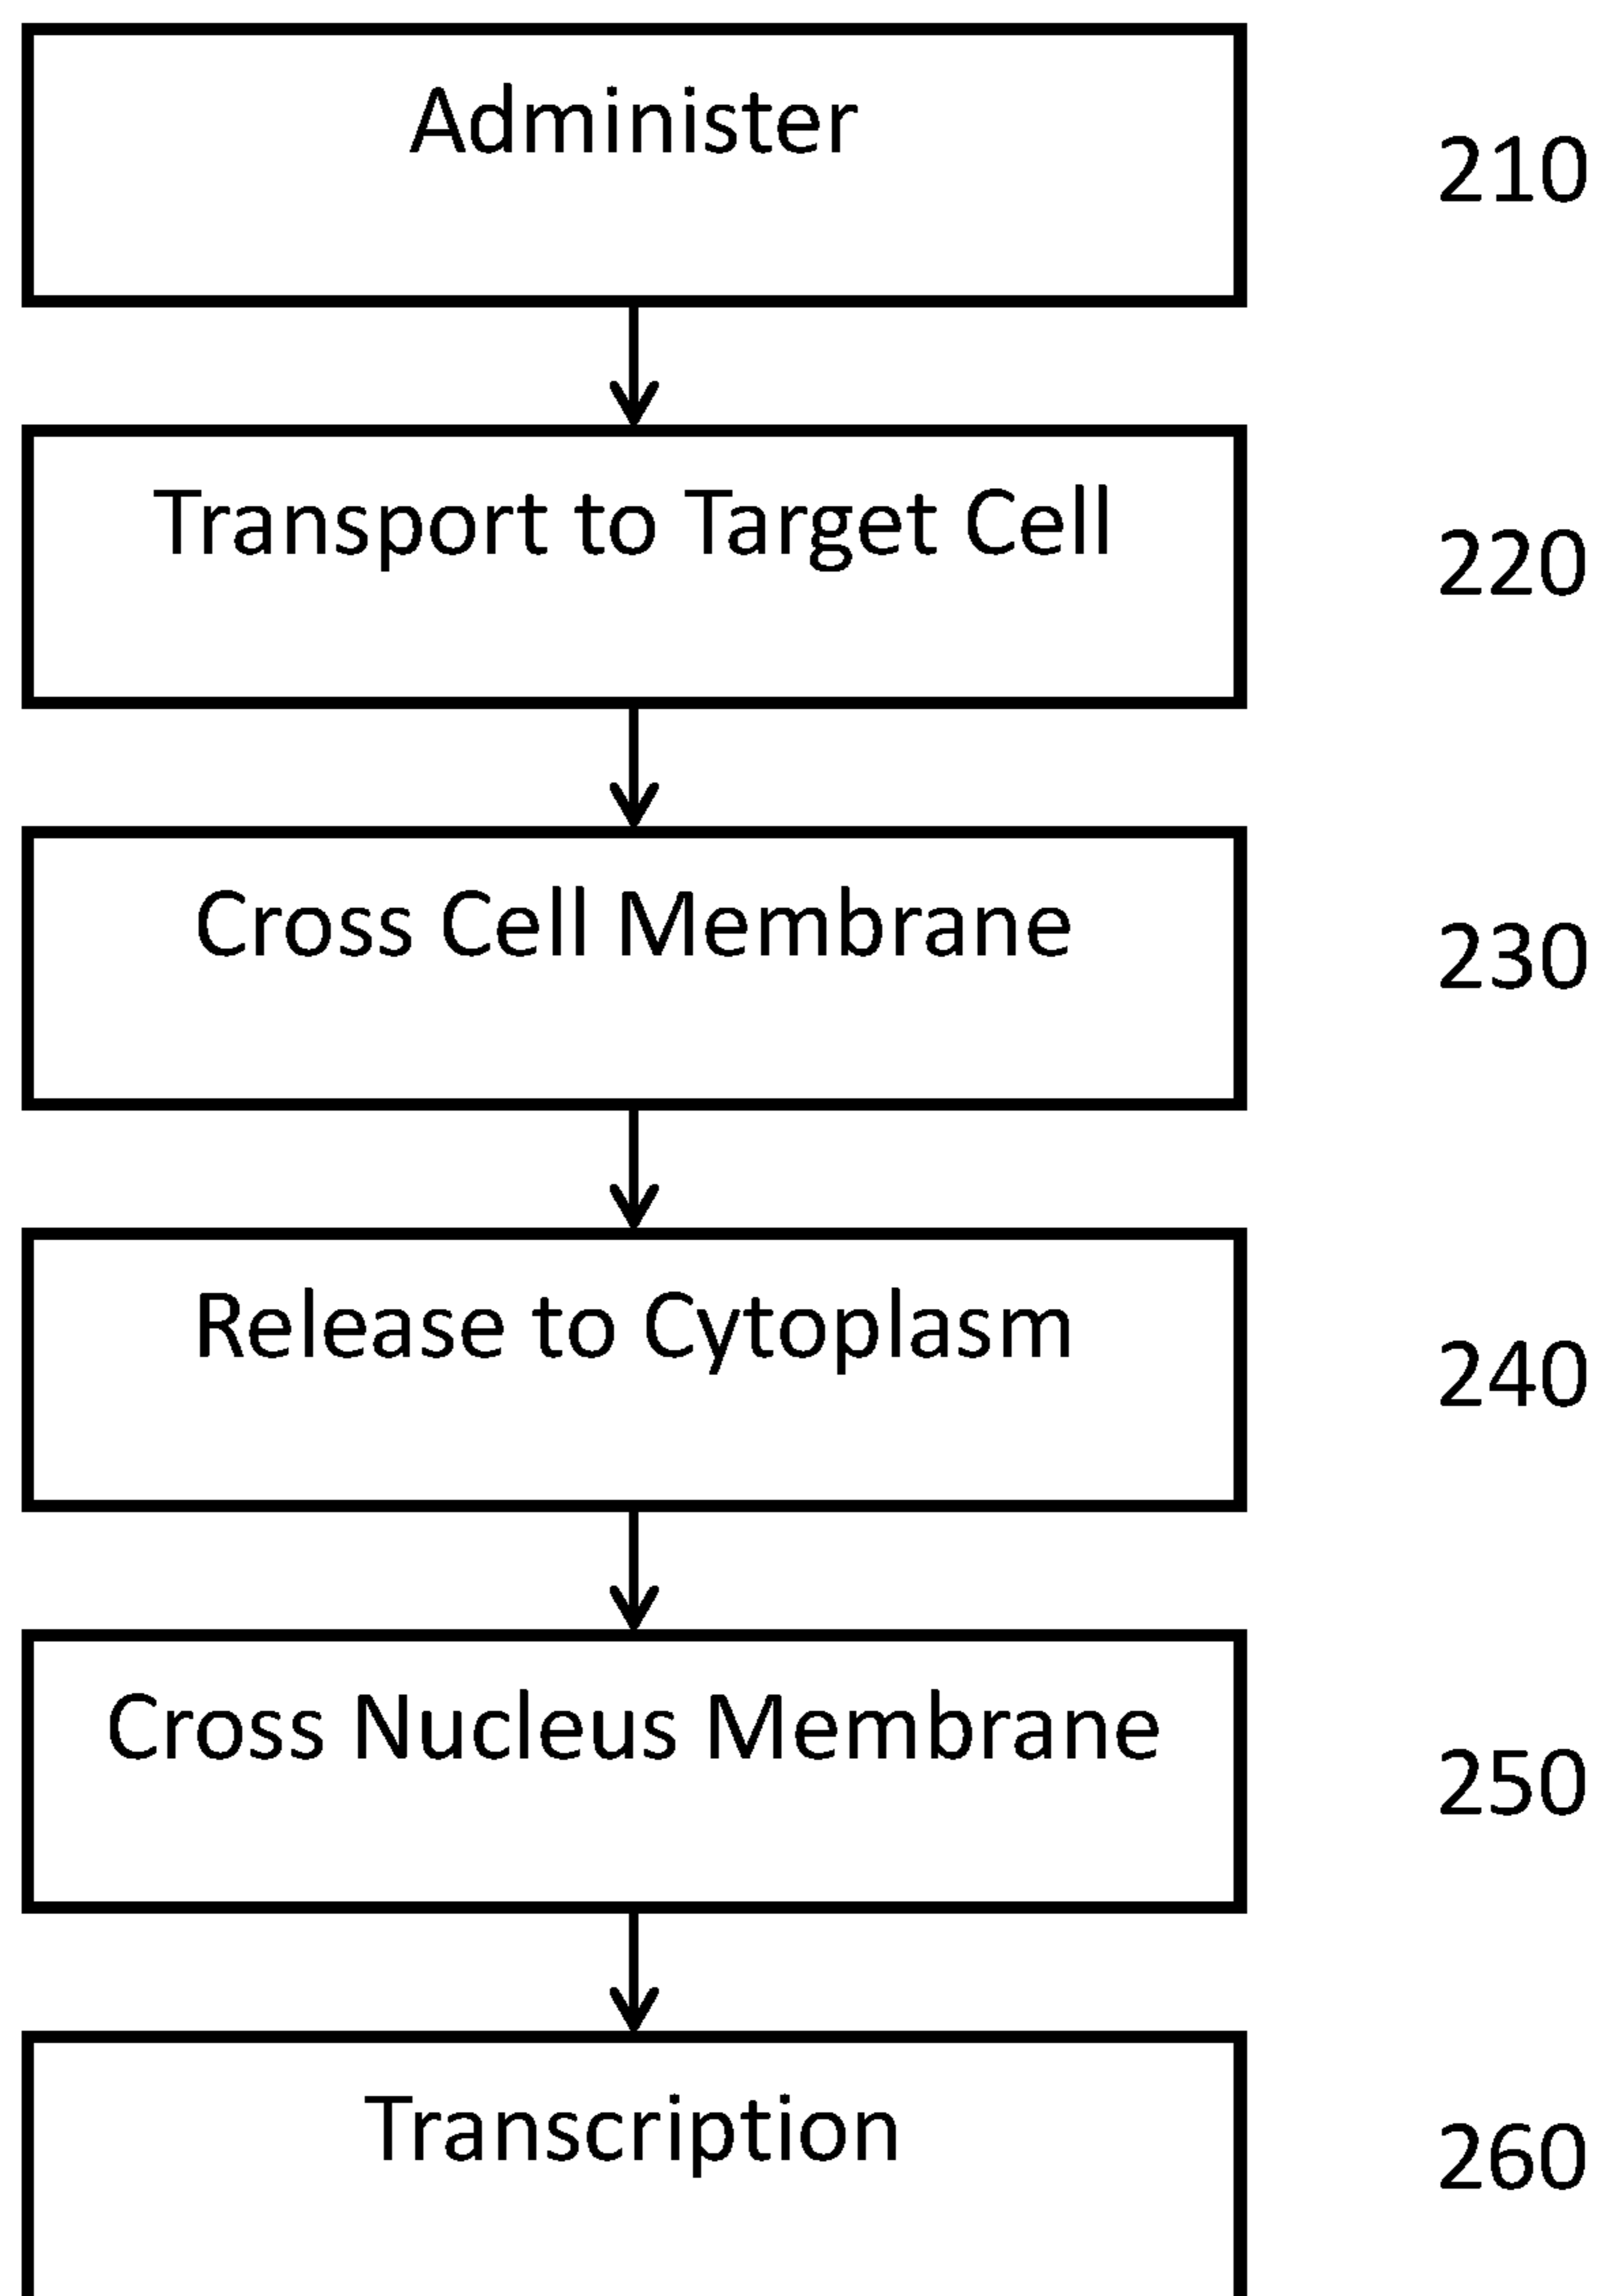 Administer
210
Transport to Target Cell
220
Cross Cell Membrane
230
Release to Cytoplasm
240
Cross Nucleus Membrane
250
Transcription
260